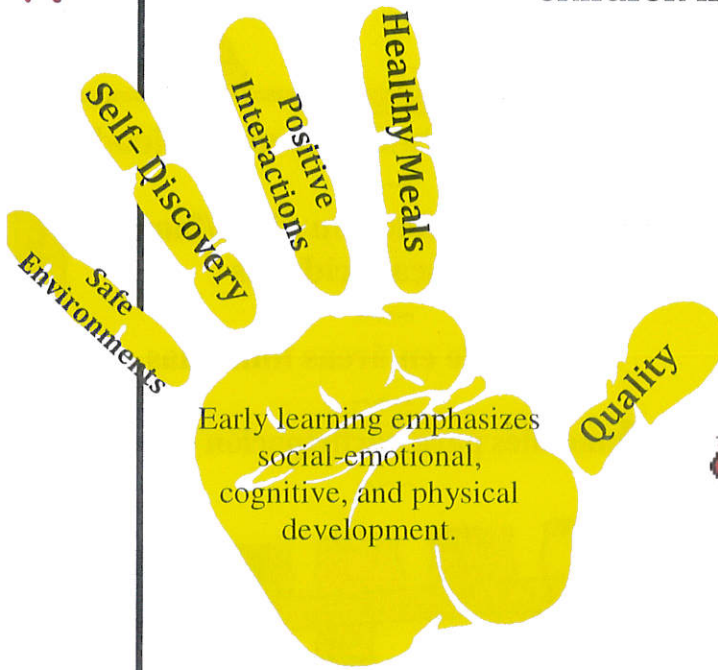 Safe
Environments
Self-Discovery
Positive
Interactions
Healthy Meals
Quality
Early learning emphasizes
social-emotional,
cognitive, and physical
development.